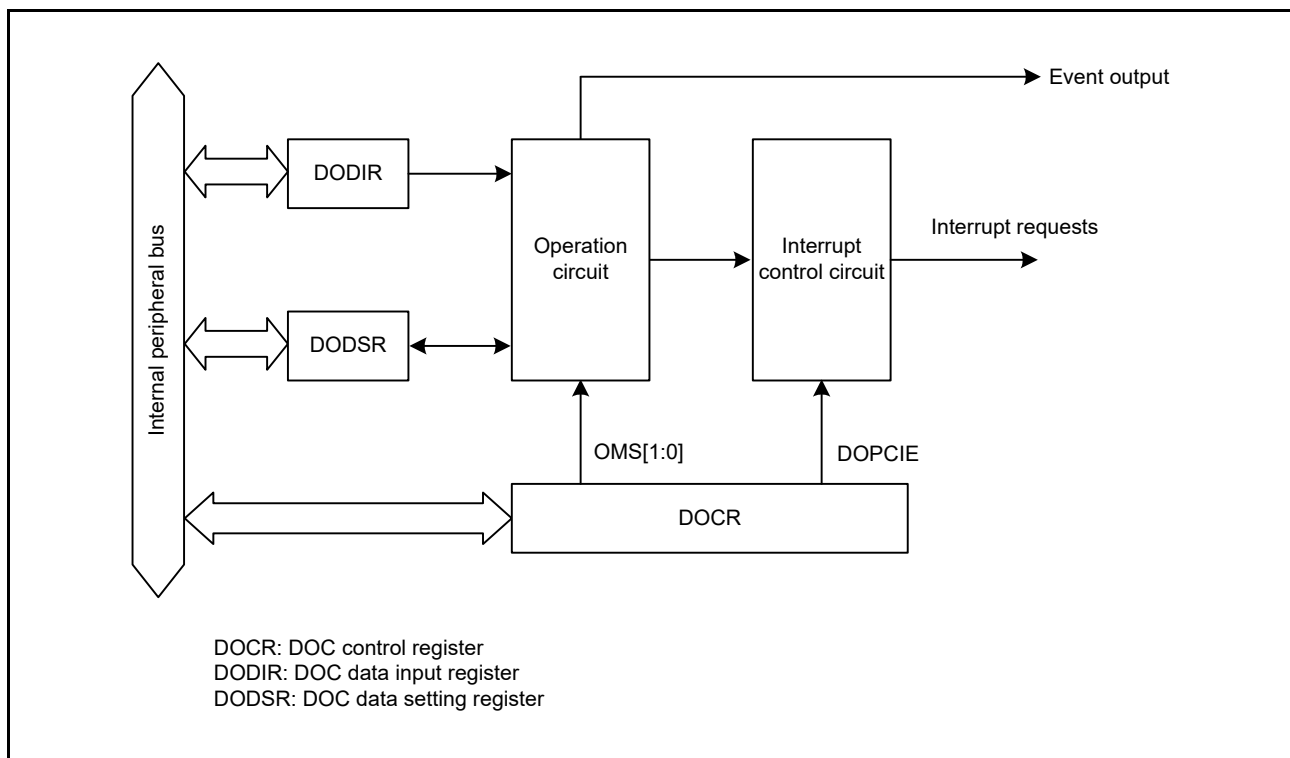 Event output
DODIR
Interrupt requests
Operation
circuit
Interrupt
control circuit
Internal peripheral bus
DODSR
OMS[1:0]
DOPCIE
DOCR
DOCR: DOC control register
DODIR: DOC data input register
DODSR: DOC data setting register